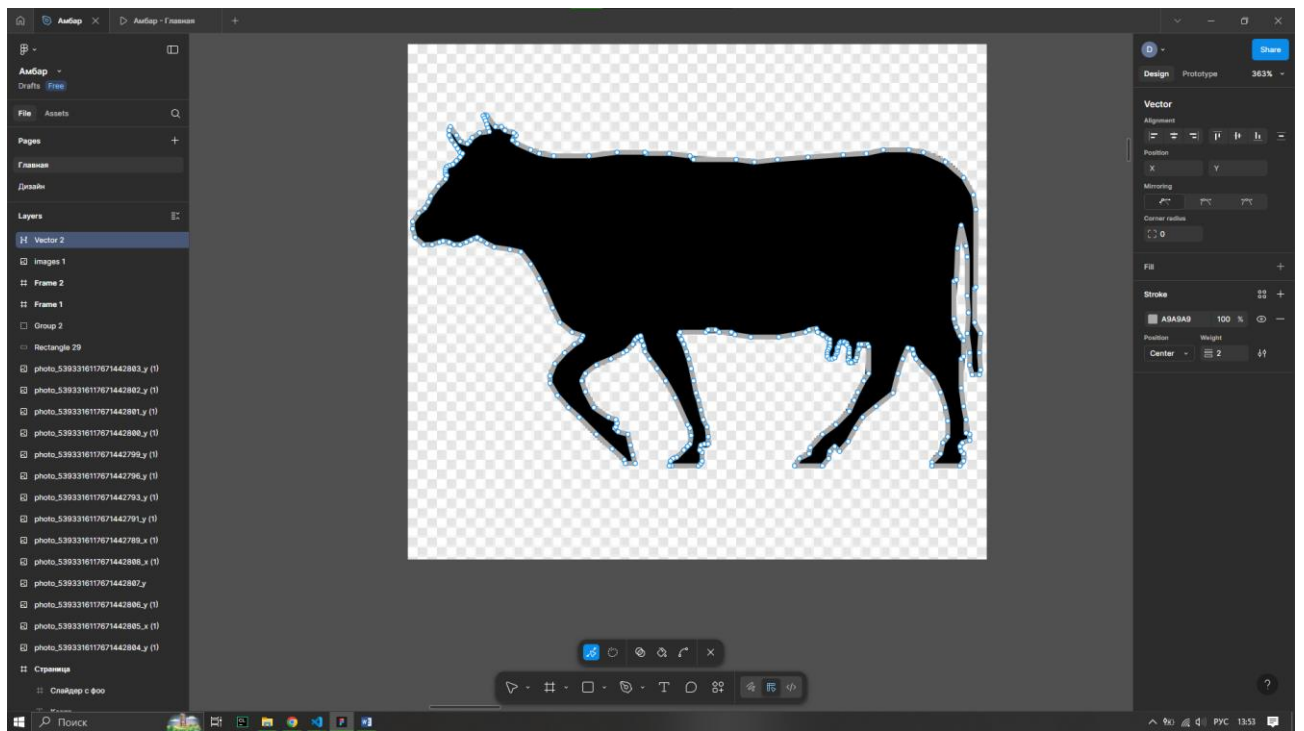 Амбар
Амбар - Главная
Амбар
Drafts Free
File Assets
Pages
Главная
Дизайн
Layers
Vector 2
images 1
Frame 2
Frame 1
Group 2
Rectangle 29
photo_5393316117671442803_y (1)
photo_5393316117671442802_y (1)
photo_5393316117671442801_y (1)
photo_5393316117671442800_y (1)
photo_5393316117671442799_y (1)
photo_5393316117671442796_y (1)
photo_5393316117671442793_y (1)
photo_5393316117671442791_y (1)
photo_5393316117671442789_x (1)
photo_5393316117671442808_x (1)
photo_5393316117671442807_y
photo_5393316117671442806_y (1)
photo_5393316117671442805_x (1)
photo_5393316117671442804_y (1)
Страница
Слайдер с фоо
D
Share
Design Prototype 363%
Vector
Alignment
Position
X Y
Mirroring
Corner radius
0
Fill
Stroke
A9A9A9 100 %
Position Weight
Center 2
?
Поиск
РУС 13:53